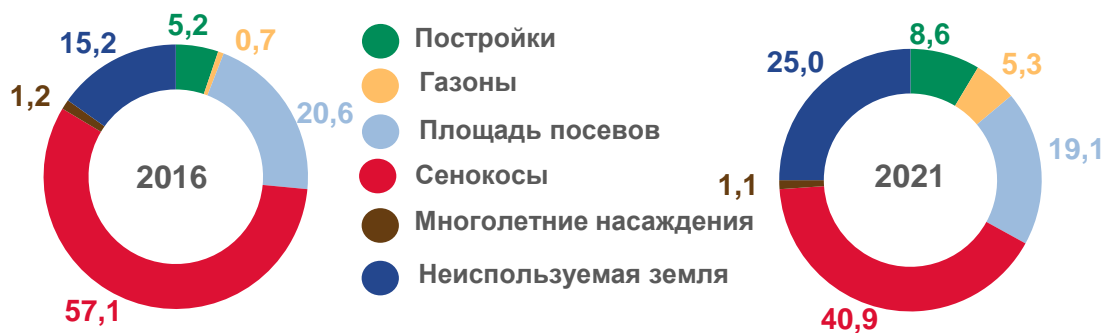 5,2
0,7
15,2
1,2
20,6
2016
57,1
Постройки
Газоны
Площадь посевов
Сенокосы
Многолетние насаждения
Неиспользуемая земля
8,6
5,3
25,0
19,1
1,1
2021
40,9